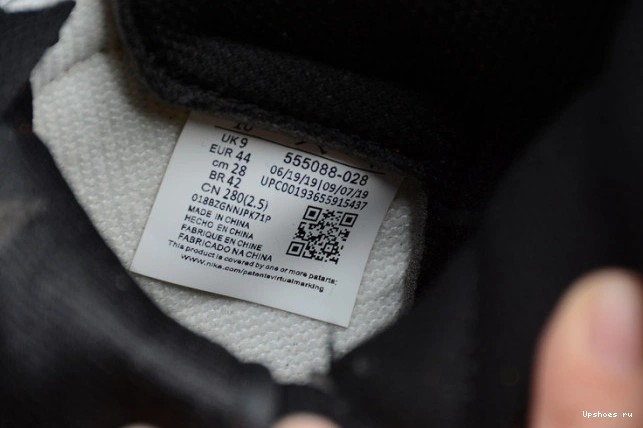 10
UK 9
EUR 44
cm 28
BR 42
CN 280(2.5)
555088-028
06/19/19|09/07/19
UPC00193655915437
018BZGNNJPK71P
MADE IN CHINA
HECHO EN CHINA
FABRIQUE EN CHINE
FABRICADO NA CHINA
This product is covered by one or more patents:
www.nike.com/patentsvirtualmarking
Upshoes ru